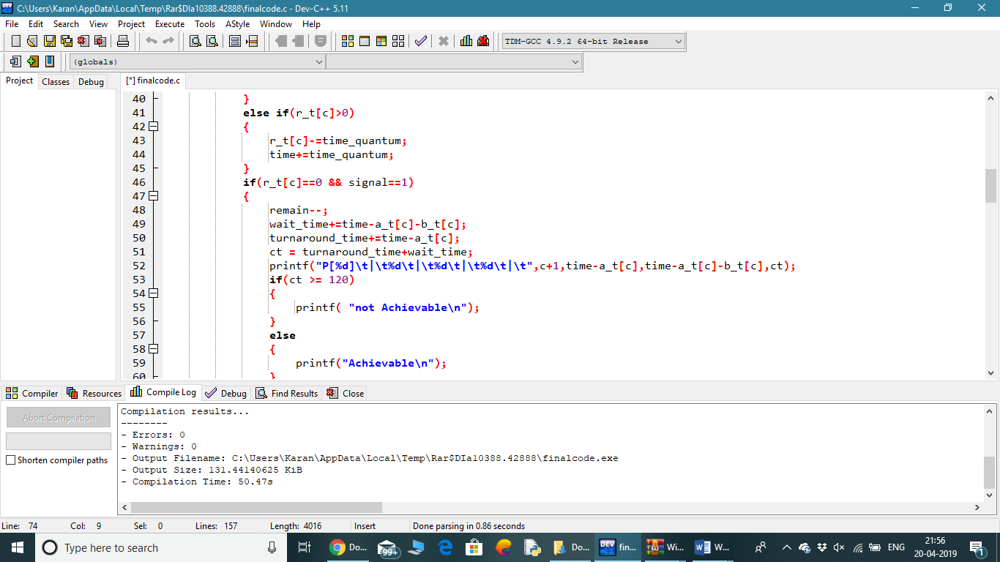 C:\Users\Karan\AppData\Local\Temp\Rar$DIa10388.42888\finalcode.c - Dev-C++ 5.11
File Edit Search View Project Execute Tools AStyle Window Help
TDM-GCC 4.9.2 64-bit Release
(globals)
Project Classes Debug [*] finalcode.c
40 }
41 else if(r_t[c]>0)
42 {
43 r_t[c]-=time_quantum;
44 time+=time_quantum;
45 }
46 if(r_t[c]==0 && signal==1)
47 {
48 remain--;
49 wait_time+=time-a_t[c]-b_t[c];
50 turnaround_time+=time-a_t[c];
51 ct = turnaround_time+wait_time;
52 printf("P[%d]\t|\t%d\t|\t%d\t|\t%d\t|\t",c+1,time-a_t[c],time-a_t[c]-b_t[c],ct);
53 if(ct >= 120)
54 {
55 printf( "not Achievable\n");
56 }
57 else
58 {
59 printf("Achievable\n");
60 }
Compiler Resources Compile Log Debug Find Results Close
Abort Compilation
Shorten compiler paths
Compilation results...
--------
- Errors: 0
- Warnings: 0
- Output Filename: C:\Users\Karan\AppData\Local\Temp\Rar$DIa10388.42888\finalcode.exe
- Output Size: 131.44140625 KiB
- Compilation Time: 50.47s
Line: 74 Col: 9 Sel: 0 Lines: 157 Length: 4016 Insert Done parsing in 0.86 seconds
Type here to search
Do... 99+ Do... DEV fin... Wi... W...
ENG
21:56
20-04-2019
1